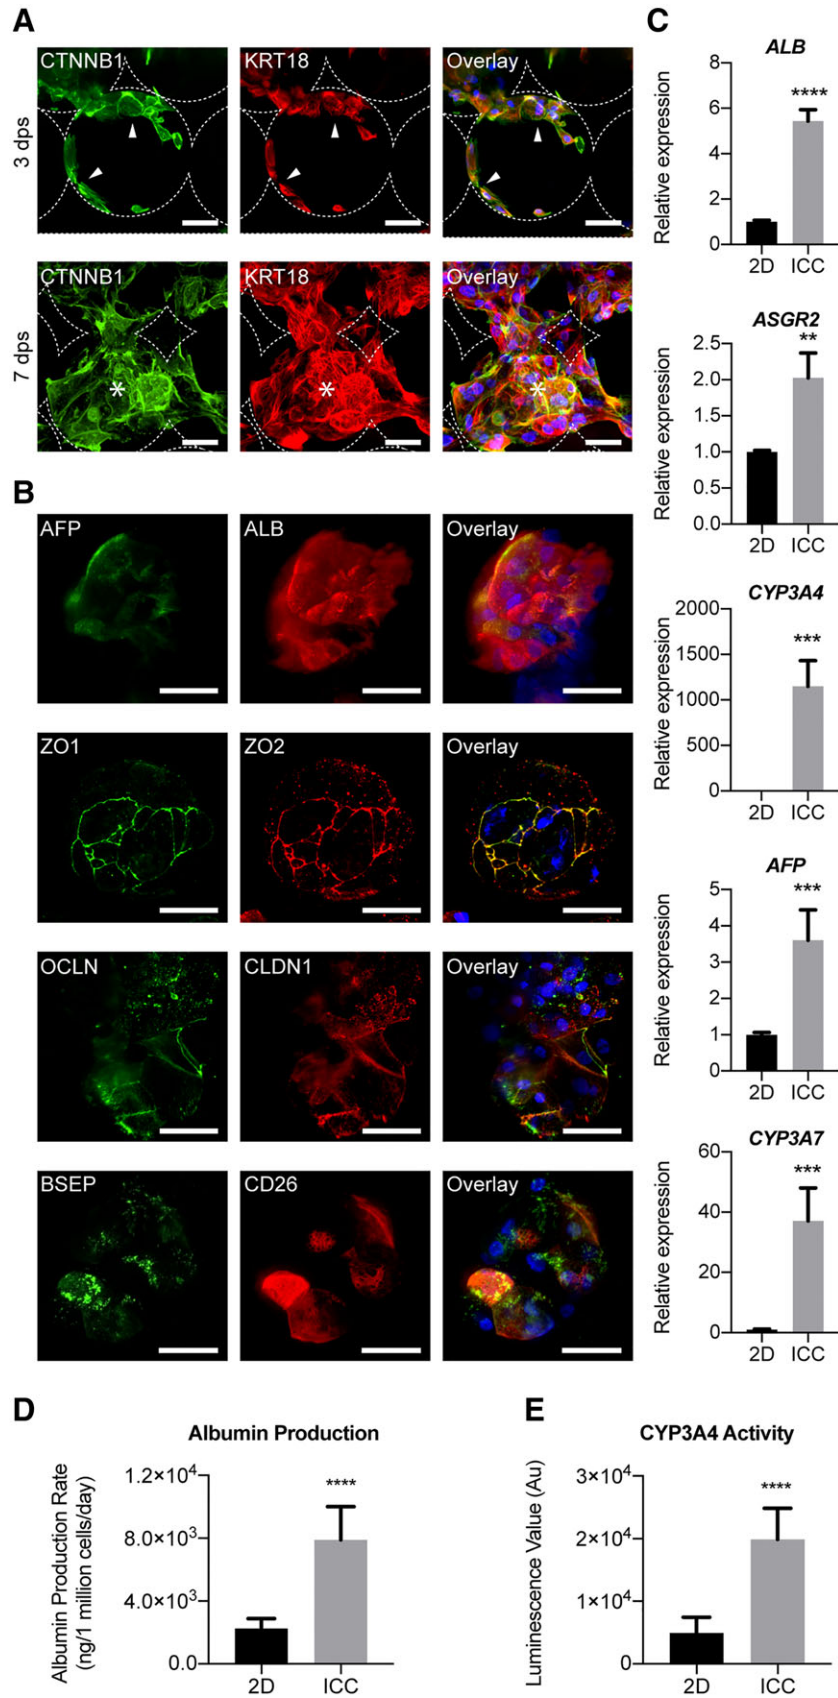 A
CTNNB1 KRT18 Overlay
3 dps
CTNNB1 KRT18 Overlay
7 dps
*
*
*
B
AFP ALB Overlay
ZO1 ZO2 Overlay
OCLN CLDN1 Overlay
BSEP CD26 Overlay
C
ALB
****
Relative expression
8
6
4
2
0
2D ICC
ASGR2
**
Relative expression
2.5
2.0
1.5
1.0
0.5
0.0
2D ICC
CYP3A4
***
Relative expression
2000
1500
1000
500
0
2D ICC
AFP
***
Relative expression
5
4
3
2
1
0
2D ICC
CYP3A7
***
Relative expression
60
40
20
0
2D ICC
D
Albumin Production
****
Albumin Production Rate
(ng/1 million cells/day)
1.2×10⁴
8.0×10³
4.0×10³
0.0
2D ICC
E
CYP3A4 Activity
****
Luminescence Value (Au)
3×10⁴
2×10⁴
1×10⁴
0×10⁴
2D ICC